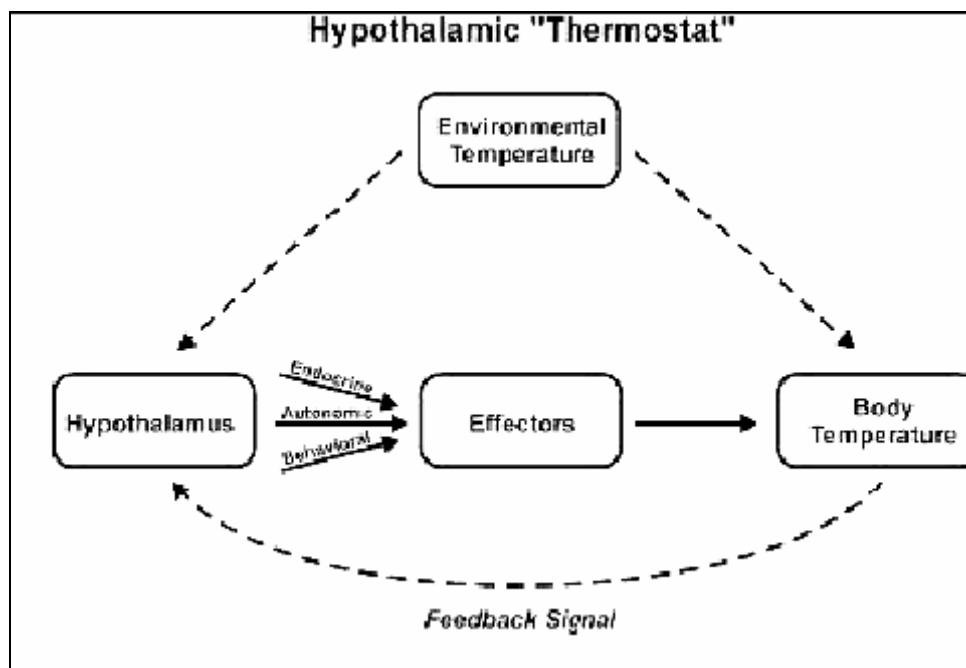 Hypothalamic "Thermostat"
Environmental
Temperature
Endocrine
Autonomic
Behavioral
Hypothalamus
Effectors
Body
Temperature
Feedback Signal